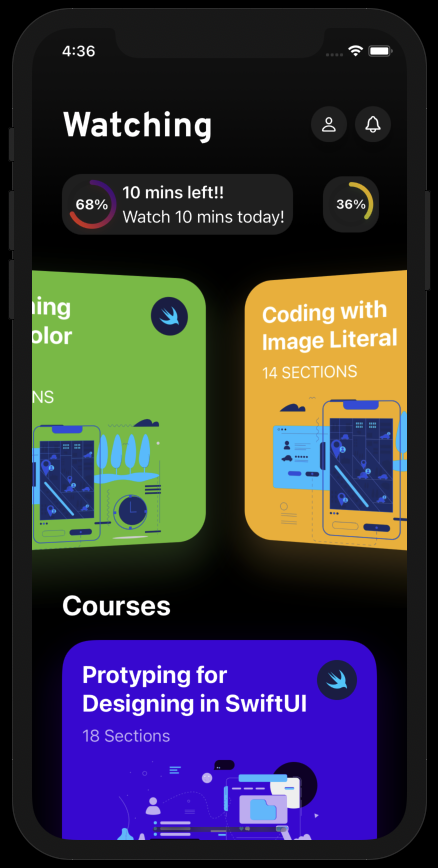 4:36
Watching
68%
10 mins left!!
Watch 10 mins today!
36%
ning
olor
NS
Coding with
Image Literal
14 SECTIONS
Courses
Protyping for
Designing in SwiftUI
18 Sections